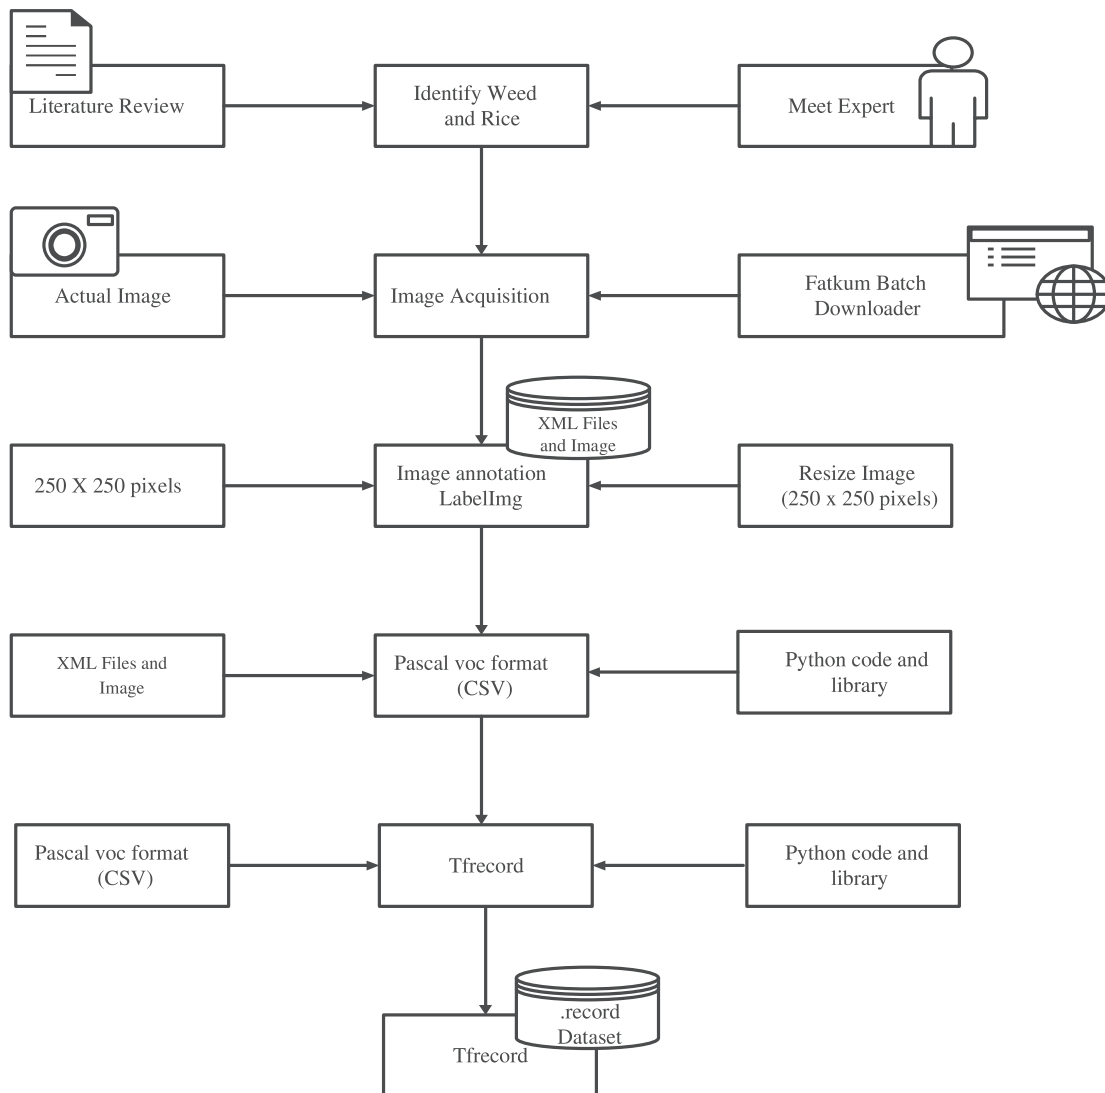 Literature Review
Identify Weed
and Rice
Meet Expert
Actual Image
Image Acquisition
Fatkum Batch
Downloader
XML Files
and Image
250 X 250 pixels
Image annotation
LabelImg
Resize Image
(250 x 250 pixels)
XML Files and
Image
Pascal voc format
(CSV)
Python code and
library
Pascal voc format
(CSV)
Tfrecord
Python code and
library
.record
Dataset
Tfrecord